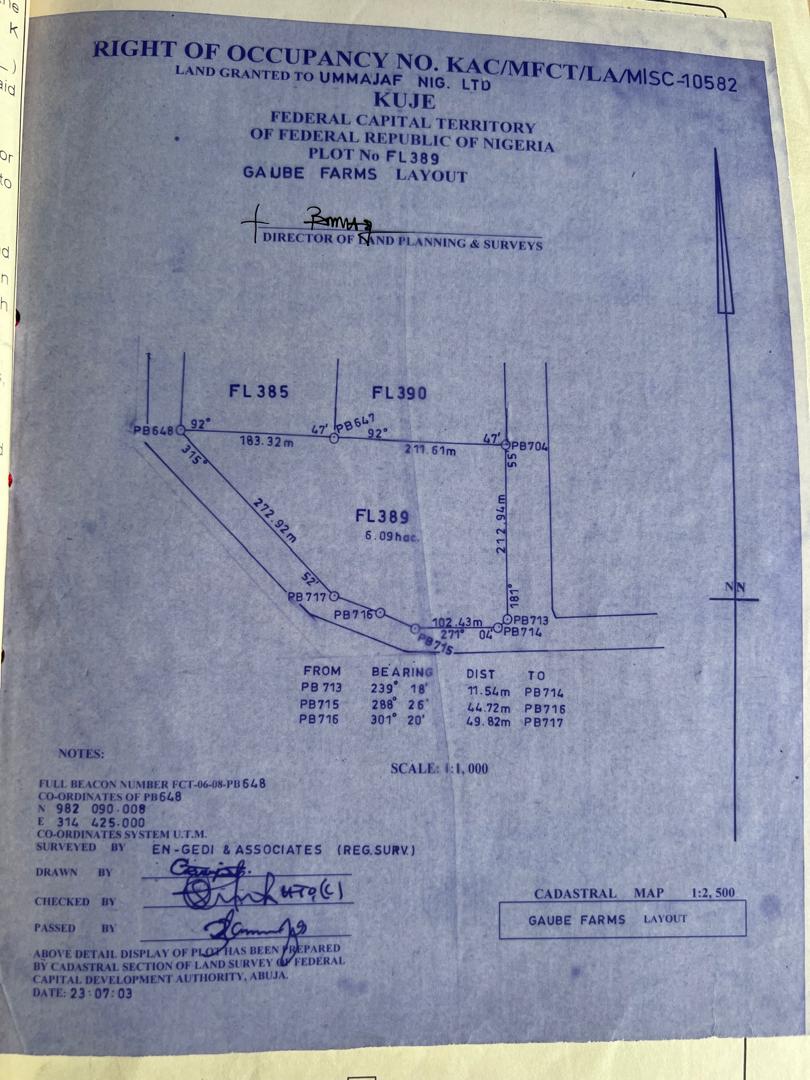 RIGHT OF OCCUPANCY NO. KAC/MFCT/LA/MISC-10582
LAND GRANTED TO UMMAJAF NIG. LTD
KUJE
FEDERAL CAPITAL TERRITORY
OF FEDERAL REPUBLIC OF NIGERIA
PLOT No FL389
GAUBE FARMS LAYOUT
DIRECTOR OF LAND PLANNING & SURVEYS
FL385
FL390
PB648
92°
47'
PB647
92°
47'
PB704
183.32m
211.61m
315°
55'
272.92m
FL389
6.09hac.
212.94m
52'
181°
PB717
PB716
102.43m
PB713
271° 04'
PB714
PB715
FROM BEARING DIST TO
PB 713 239° 18' 11.54m PB714
PB715 288° 26' 44.72m PB716
PB716 301° 20' 49.82m PB717
NN
NOTES:
SCALE: 1:1, 000
FULL BEACON NUMBER FCT-06-08-PB648
CO-ORDINATES OF PB648
N 982 090.008
E 314 425.000
CO-ORDINATES SYSTEM U.T.M.
SURVEYED BY EN-GEDI & ASSOCIATES (REG.SURV.)
DRAWN BY
CHECKED BY
PASSED BY
CADASTRAL MAP 1:2, 500
GAUBE FARMS LAYOUT
ABOVE DETAIL DISPLAY OF PLOT HAS BEEN PREPARED
BY CADASTRAL SECTION OF LAND SURVEY OF FEDERAL
CAPITAL DEVELOPMENT AUTHORITY, ABUJA.
DATE: 23:07:03